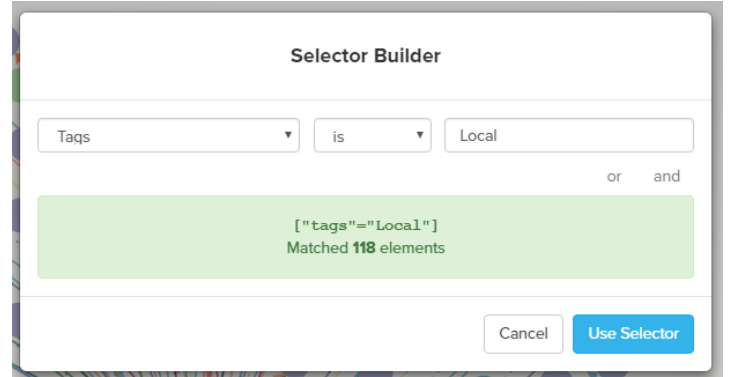 Selector Builder
Tags is Local
or and
["tags"="Local"]
Matched 118 elements
Cancel Use Selector